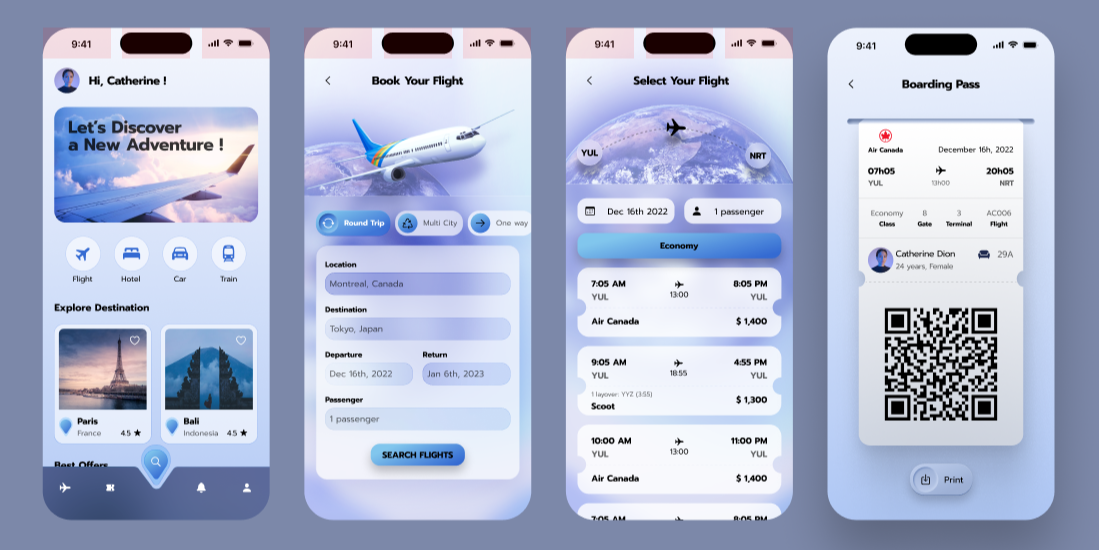 9:41
Hi, Catherine !
Let's Discover
a New Adventure !
Flight Hotel Car Train
Explore Destination
Paris
France 4.5 ★
Bali
Indonesia 4.5 ★
Best Offers
9:41
Book Your Flight
Round Trip Multi City One way
Location
Montreal, Canada
Destination
Tokyo, Japan
Departure Return
Dec 16th, 2022 Jan 6th, 2023
Passenger
1 passenger
SEARCH FLIGHTS
9:41
Select Your Flight
YUL NRT
Dec 16th 2022 1 passenger
Economy
7:05 AM 8:05 PM
YUL 13:00 YUL
Air Canada $ 1,400
9:05 AM 4:55 PM
YUL 18:55 YUL
1 layover: YYZ (3:55)
Scoot $ 1,300
10:00 AM 11:00 PM
YUL 13:00 YUL
Air Canada $ 1,400
7:05 AM 8:05 PM
9:41
Boarding Pass
Air Canada December 16h, 2022
07h05 20h05
YUL 13h00 NRT
Economy 8 3 AC006
Class Gate Terminal Flight
Catherine Dion 29A
24 years, Female
Print